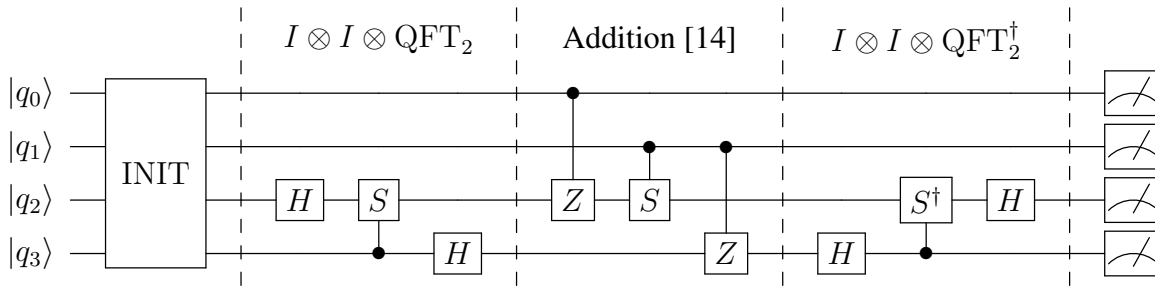 I ⊗ I ⊗ QFT₂ Addition [14] I ⊗ I ⊗ QFT₂†
|q₀⟩
|q₁⟩
INIT
|q₂⟩ H S Z S S† H
|q₃⟩ H Z H